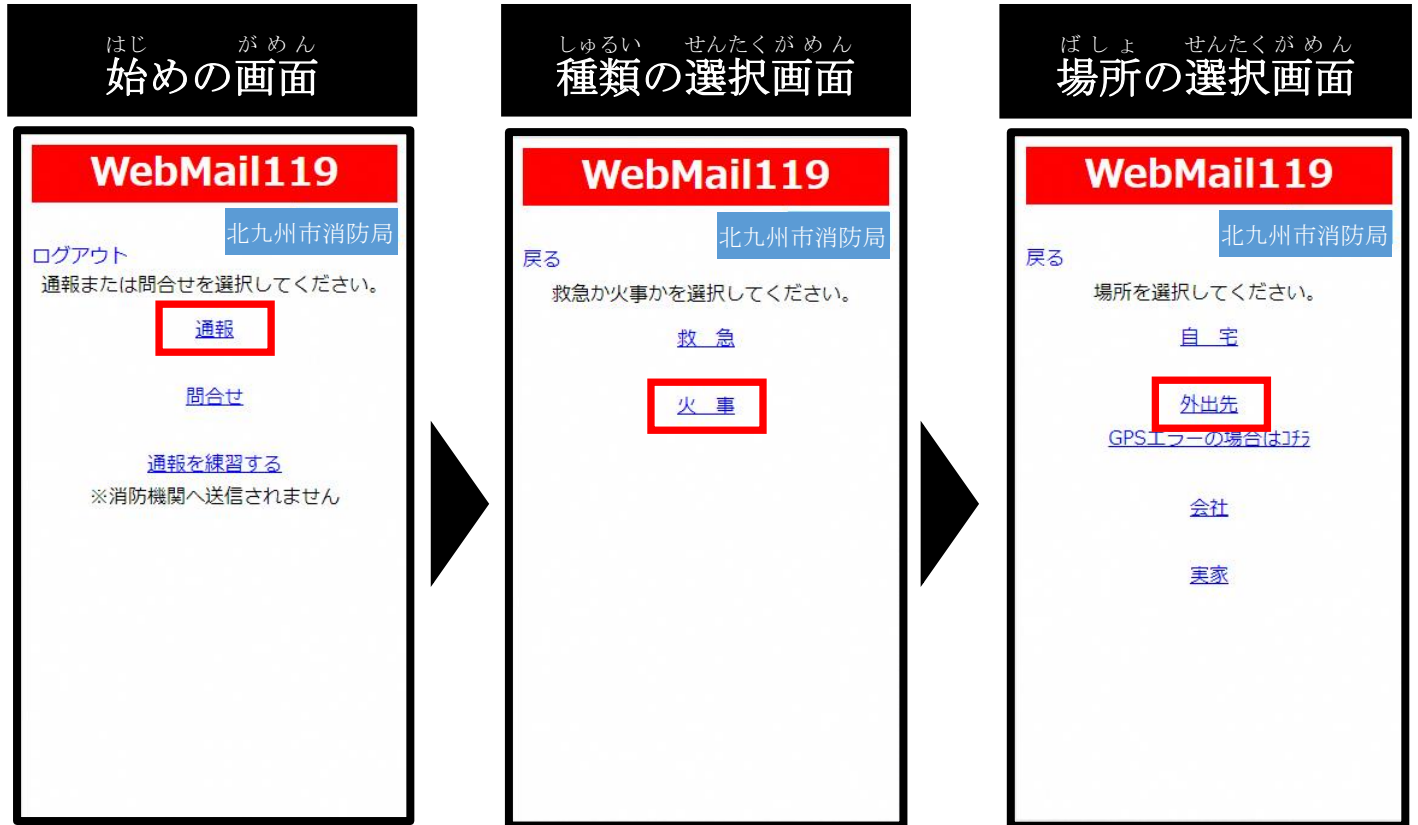 はじ がめん
始めの画面
WebMail119
北九州市消防局
ログアウト
通報または問合せを選択してください。
通報
問合せ
通報を練習する
※消防機関へ送信されません
しゅるい せんたくがめん
種類の選択画面
WebMail119
北九州市消防局
戻る
救急か火事かを選択してください。
救 急
火 事
ばしょ せんたくがめん
場所の選択画面
WebMail119
北九州市消防局
戻る
場所を選択してください。
自 宅
外出先
GPSエラーの場合はｺﾁﾗ
会社
実家